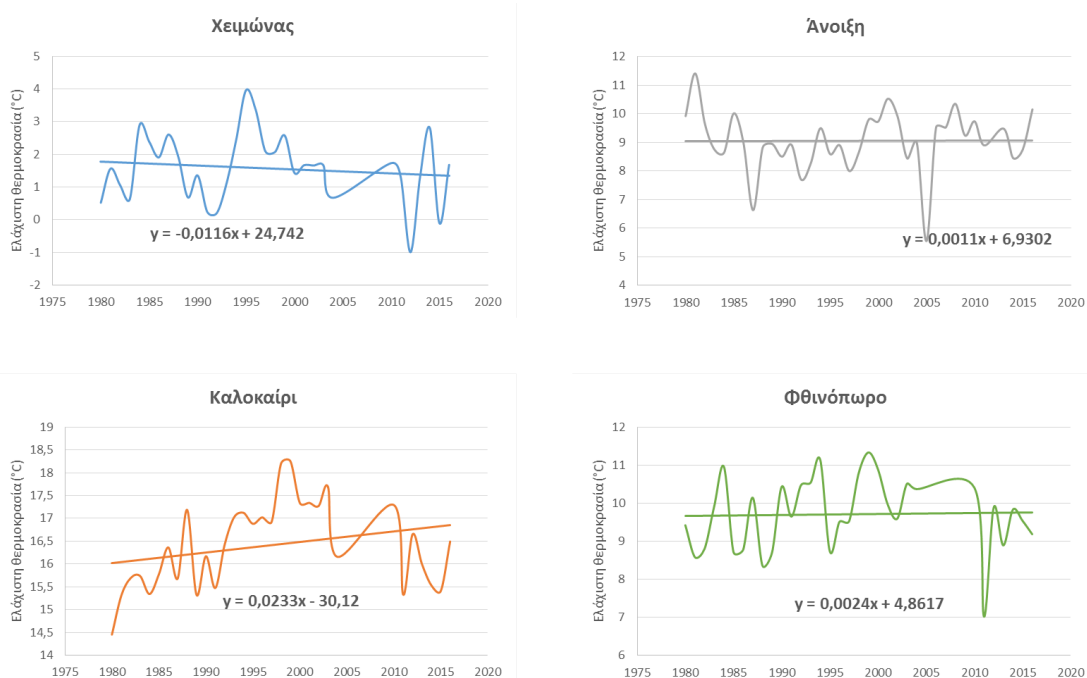 Χειμώνας
Ελάχιστη θερμοκρασία (°C)
5
4
3
2
1
0
-1
-2
y = -0,0116x + 24,742
1975 1980 1985 1990 1995 2000 2005 2010 2015 2020
Άνοιξη
Ελάχιστη θερμοκρασία (°C)
12
11
10
9
8
7
6
5
4
y = 0,0011x + 6,9302
1975 1980 1985 1990 1995 2000 2005 2010 2015 2020
Καλοκαίρι
Ελάχιστη θερμοκρασία (°C)
19
18,5
18
17,5
17
16,5
16
15,5
15
14,5
14
y = 0,0233x - 30,12
1975 1980 1985 1990 1995 2000 2005 2010 2015 2020
Φθινόπωρο
Ελάχιστη θερμοκρασία (°C)
12
11
10
9
8
7
6
y = 0,0024x + 4,8617
1975 1980 1985 1990 1995 2000 2005 2010 2015 2020